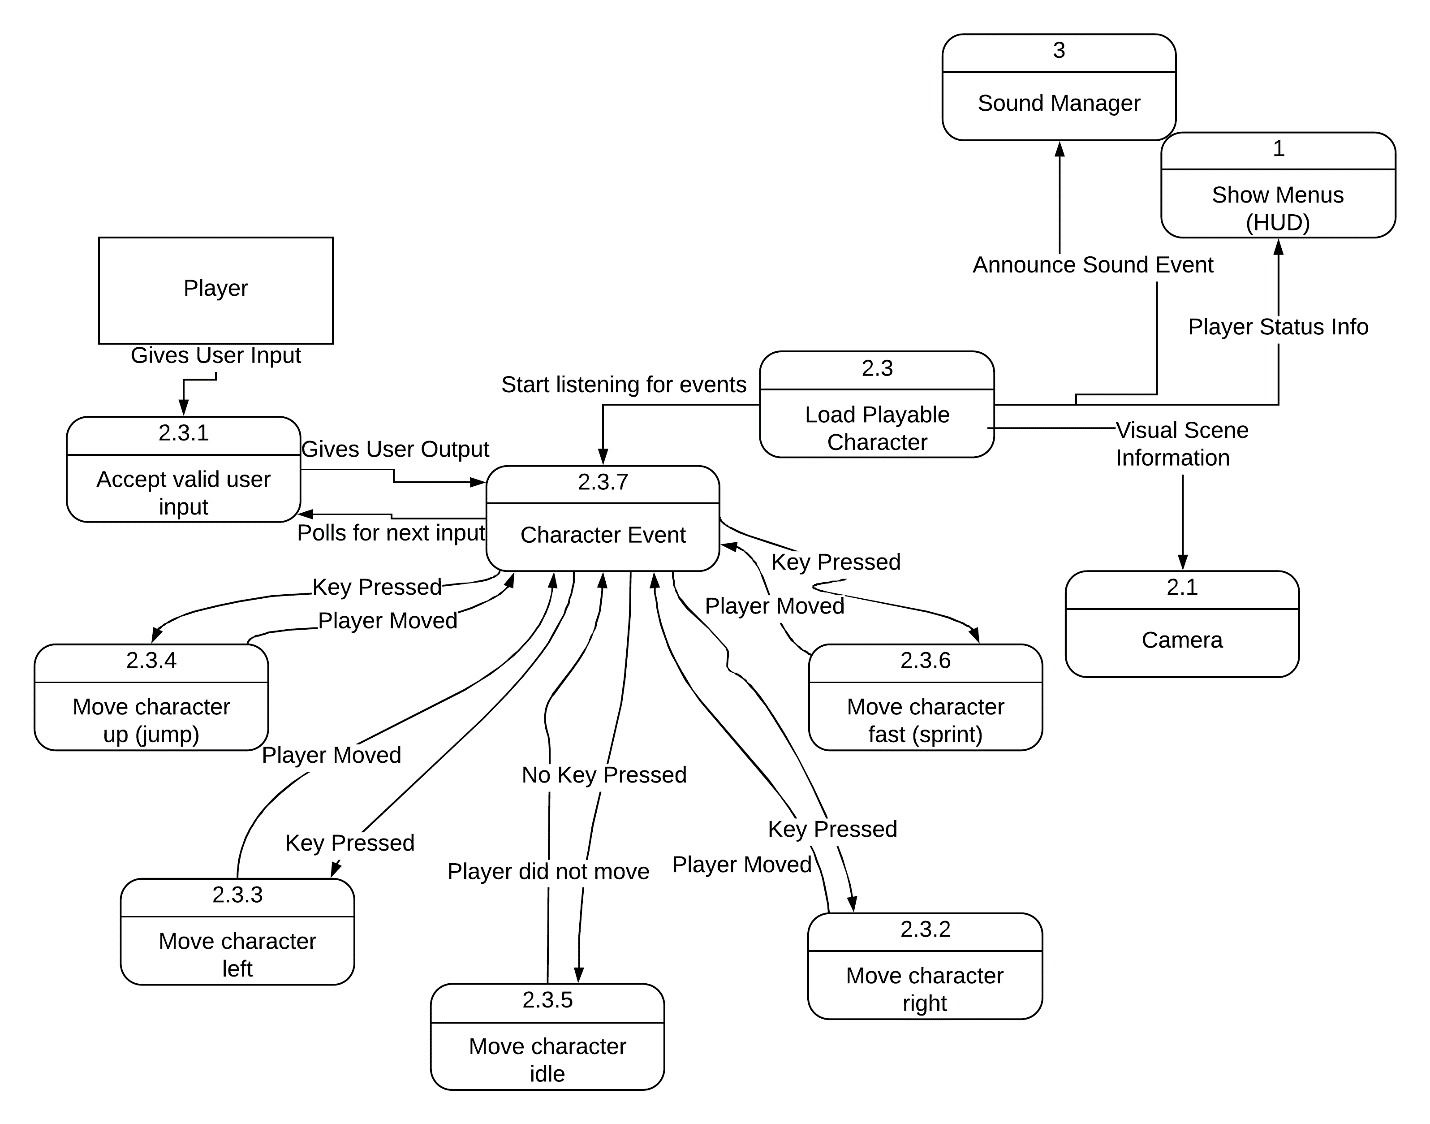 3
Sound Manager
1
Show Menus
(HUD)
Announce Sound Event
Player
Player Status Info
Gives User Input
2.3
Load Playable
Character
Start listening for events
2.3.1
Accept valid user
input
Gives User Output
Visual Scene
Information
2.3.7
Character Event
Polls for next input
Key Pressed
Player Moved
Key Pressed
Player Moved
2.1
Camera
2.3.4
Move character
up (jump)
2.3.6
Move character
fast (sprint)
Player Moved
No Key Pressed
Key Pressed
Key Pressed
Player did not move
Player Moved
2.3.3
Move character
left
2.3.2
Move character
right
2.3.5
Move character
idle